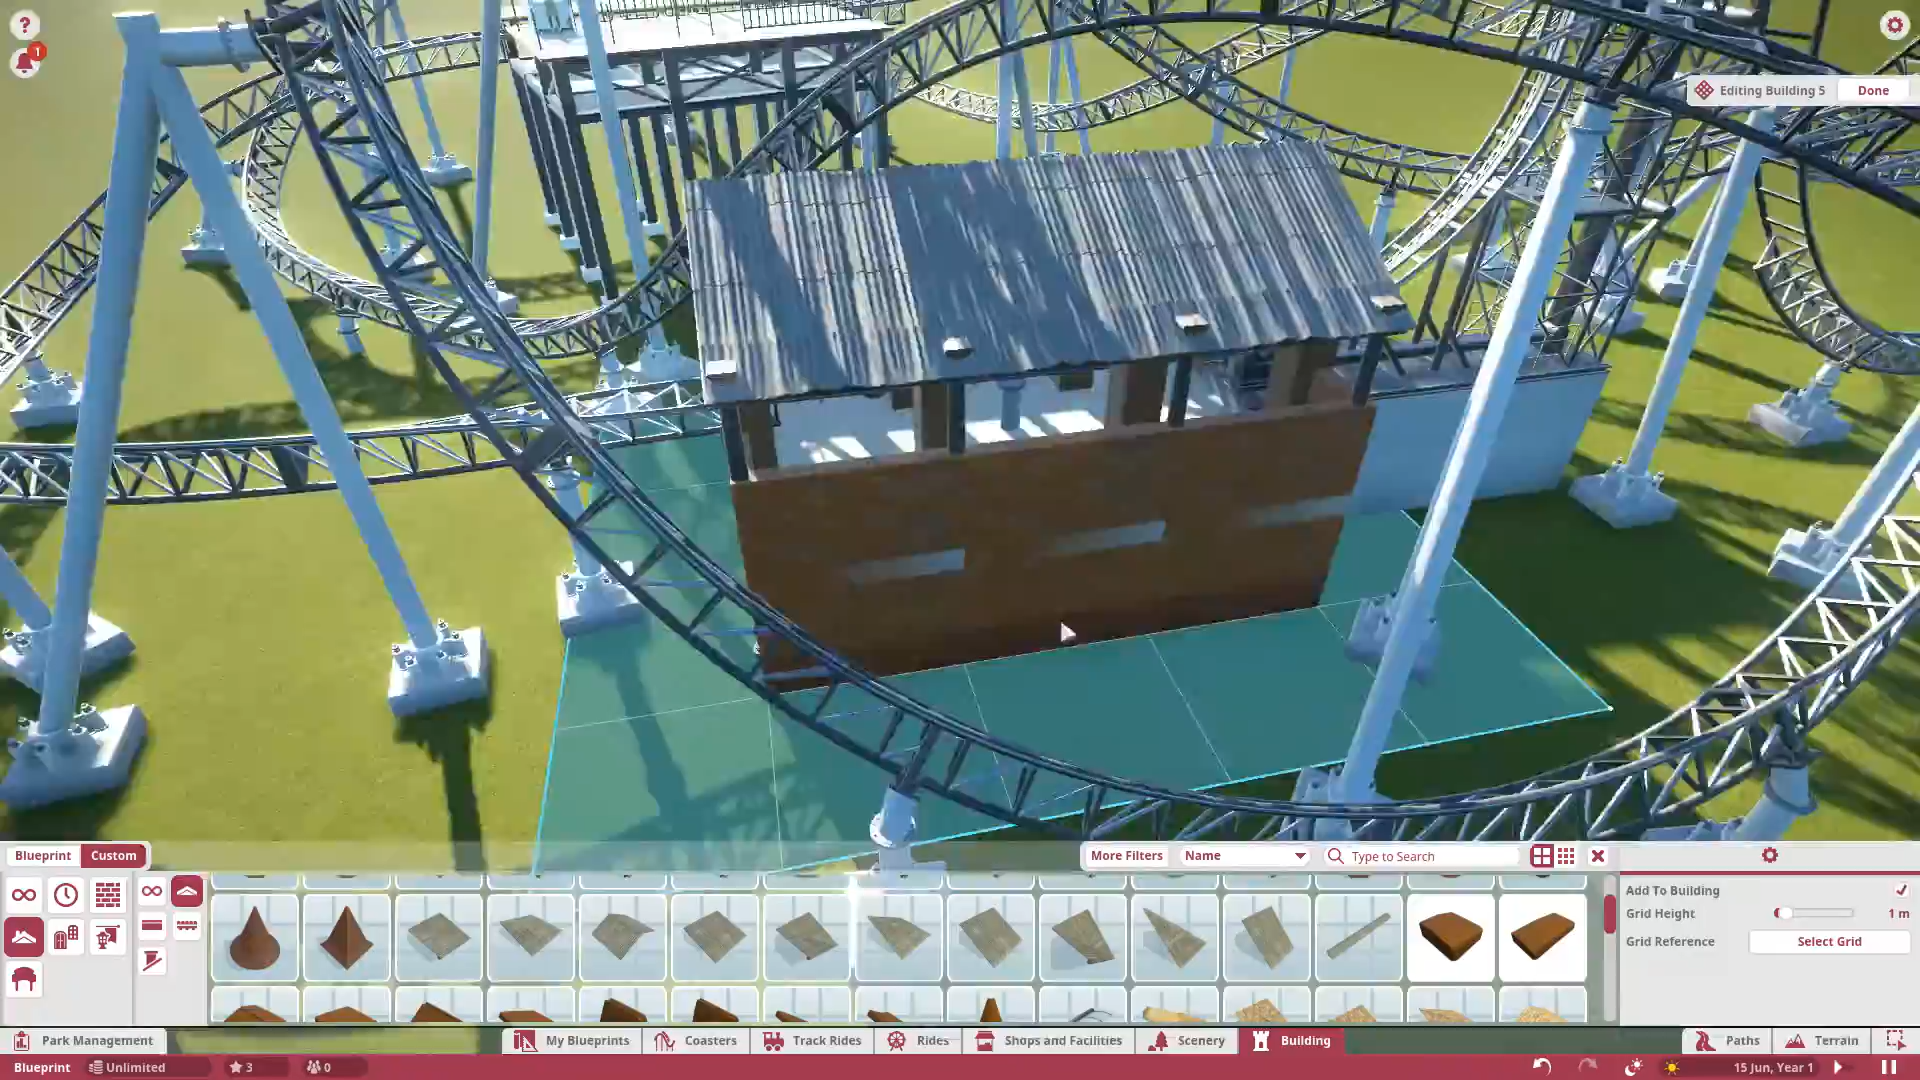 ?
1
Editing Building 5
Done
Blueprint
Custom
More Filters
Name
Type to Search
Add To Building
Grid Height
1 m
Grid Reference
Select Grid
Park Management
My Blueprints
Coasters
Track Rides
Rides
Shops and Facilities
Scenery
Building
Paths
Terrain
Blueprint
Unlimited
3
0
15 Jun, Year 1